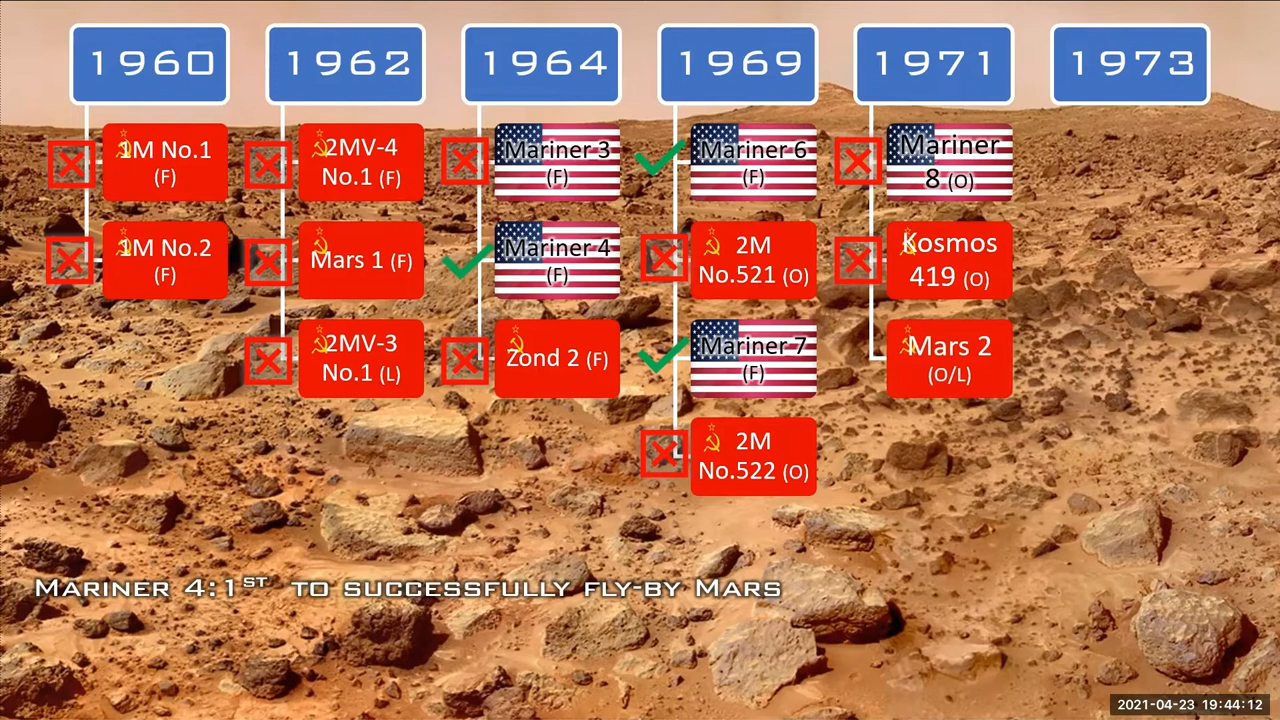 1960
1962
1964
1969
1971
1973
1M No.1
(F)
1M No.2
(F)
2MV-4
No.1 (F)
Mars 1 (F)
2MV-3
No.1 (L)
Mariner 3
(F)
Mariner 4
(F)
Zond 2 (F)
Mariner 6
(F)
2M
No.521 (O)
Mariner 7
(F)
2M
No.522 (O)
Mariner
8 (O)
Kosmos
419 (O)
Mars 2
(O/L)
Mariner 4:1st to successfully fly-by Mars
2021-04-23 19:44:12